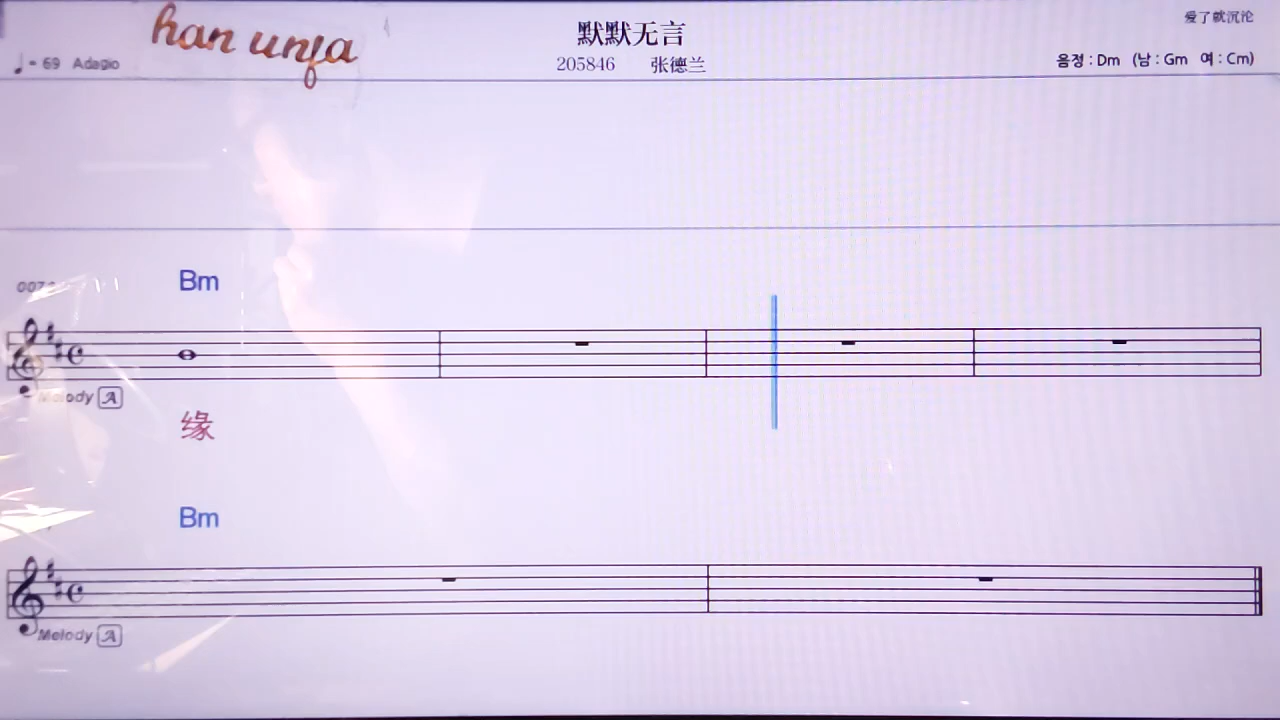 han unja
默默无言
爱了就沉沦
♩= 69 Adagio
205846 张德兰
음정 : Dm (남 : Gm 여 : Cm)
Bm
Melody A
缘
Bm
Melody A